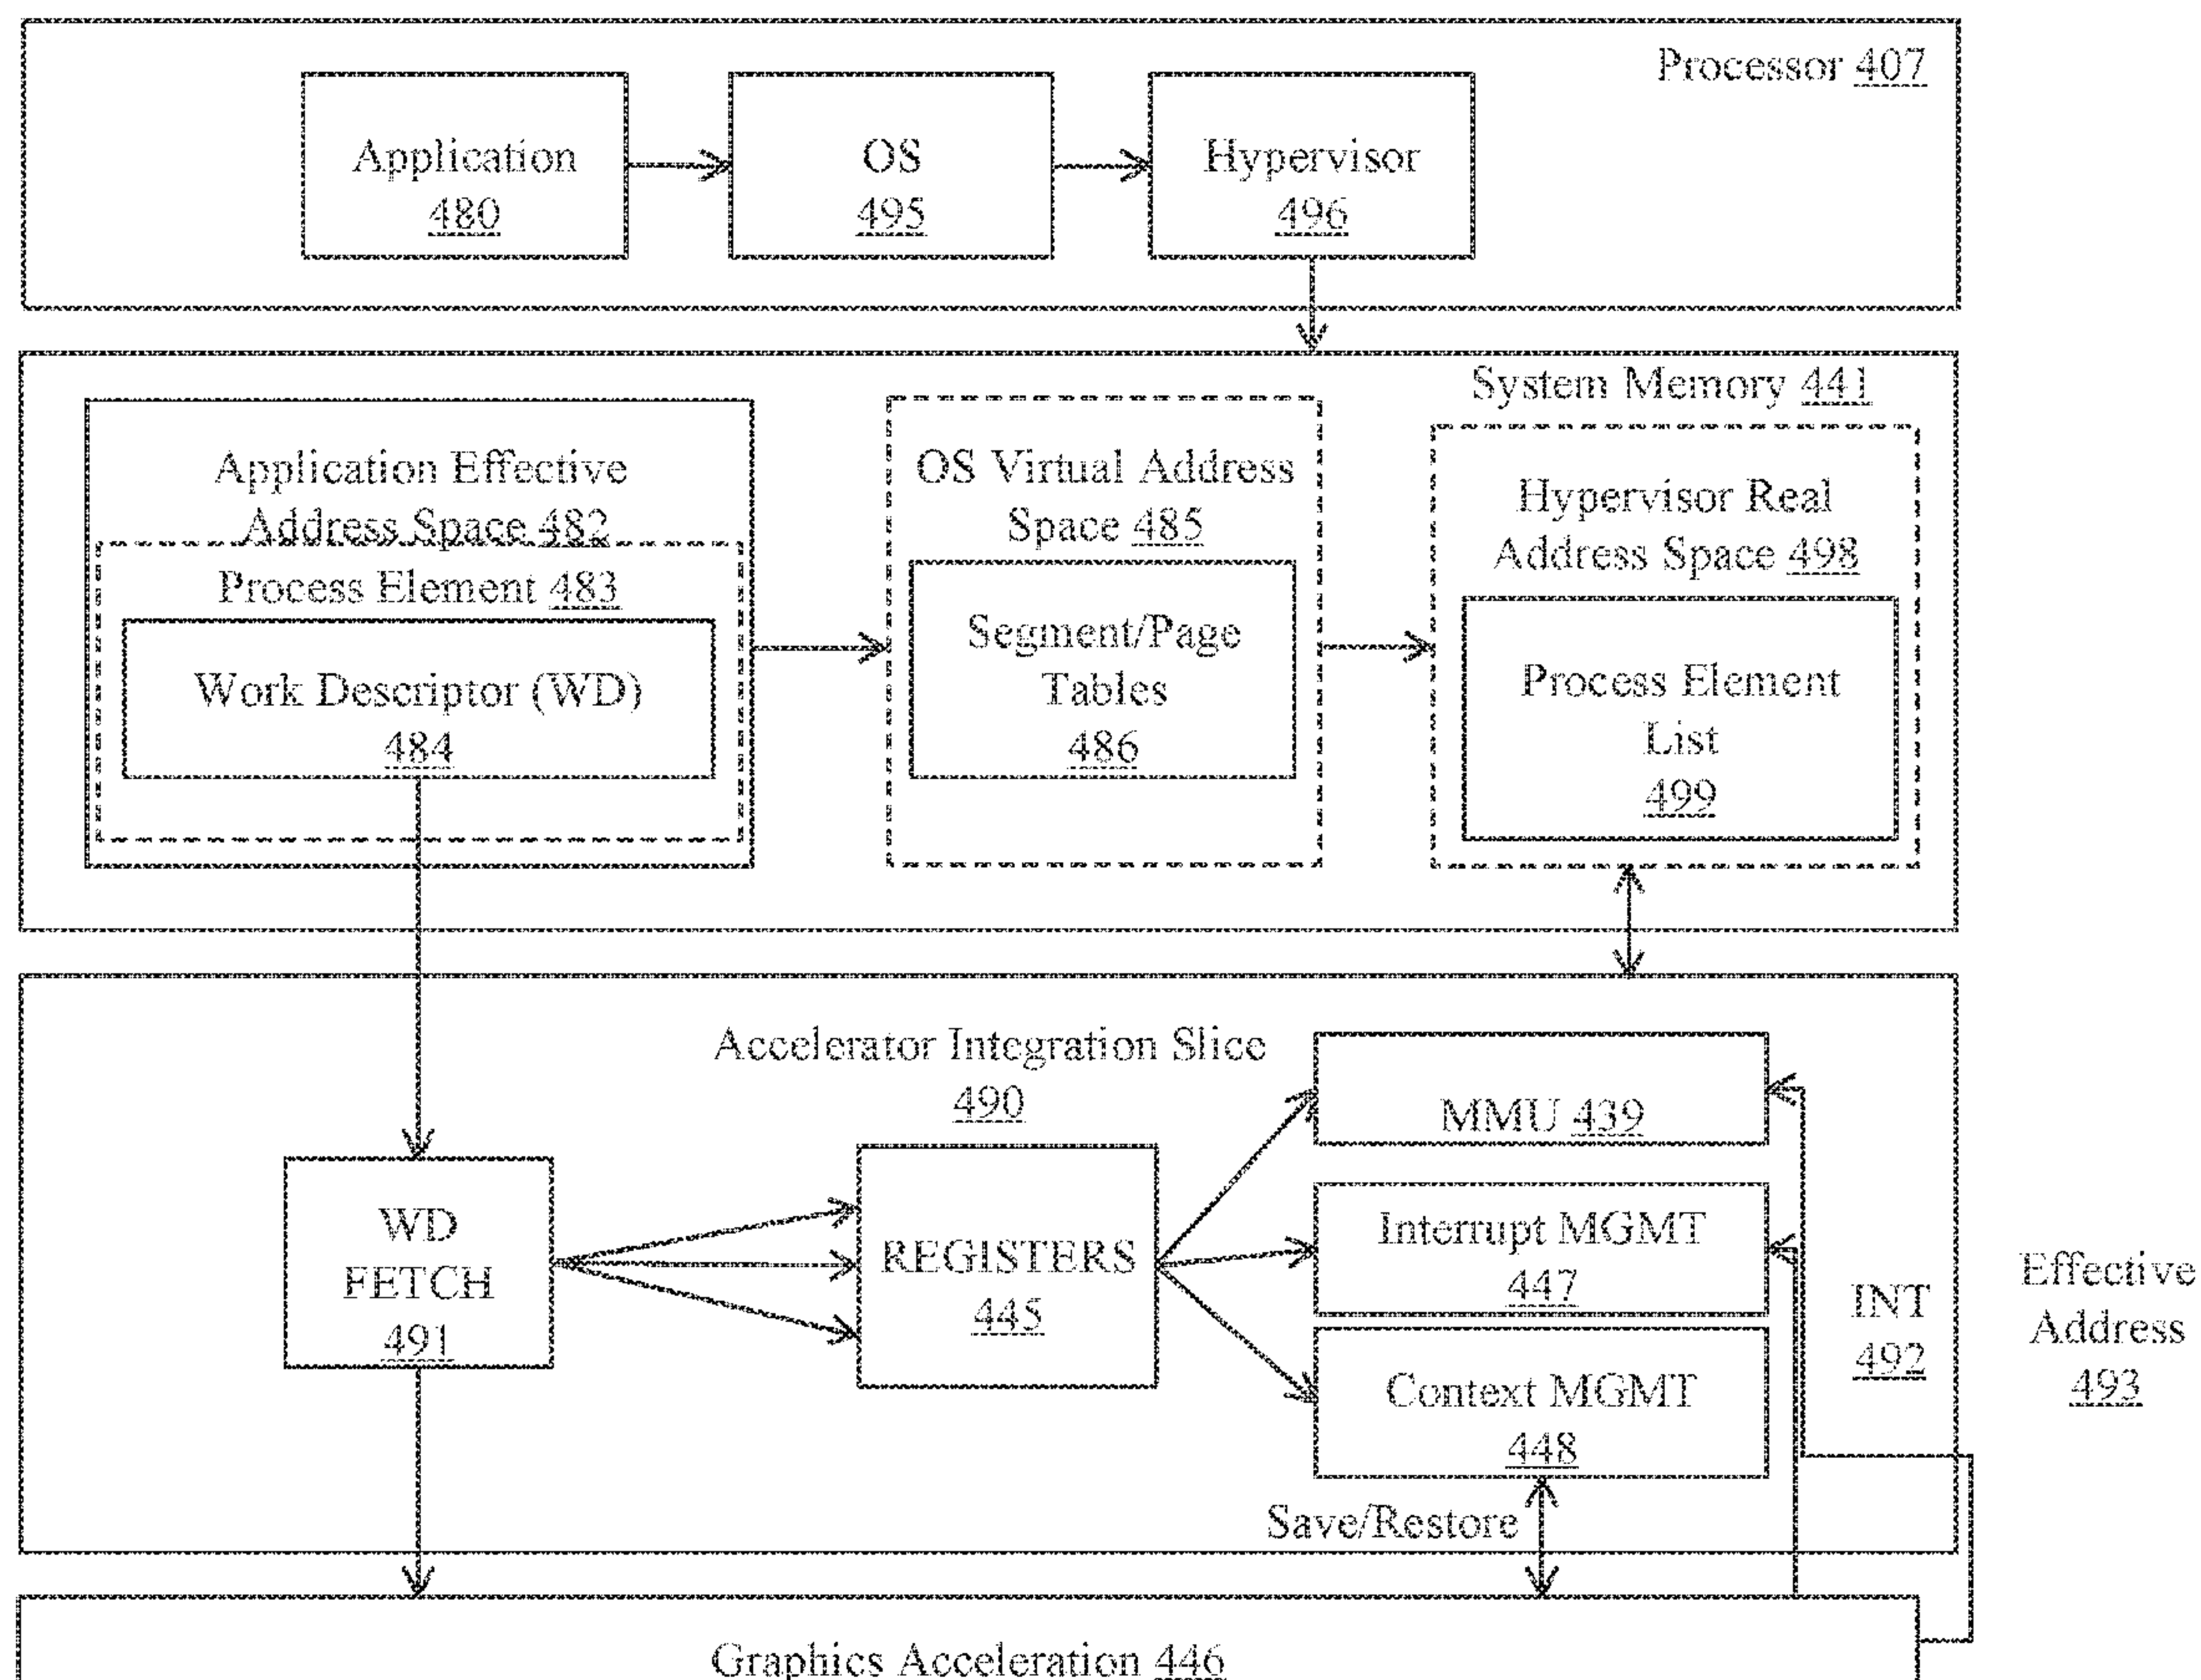 Processor 407
Application
480
OS
495
Hypervisor
496
System Memory 441
Application Effective
Address Space 482
Process Element 483
Work Descriptor (WD)
484
OS Virtual Address
Space 485
Segment/Page
Tables
486
Hypervisor Real
Address Space 498
Process Element
List
499
Accelerator Integration Slice
490
WD
FETCH
491
REGISTERS
445
MMU 439
Interrupt MGMT
447
Context MGMT
448
INT
492
Effective
Address
493
Save/Restore
Graphics Acceleration 446